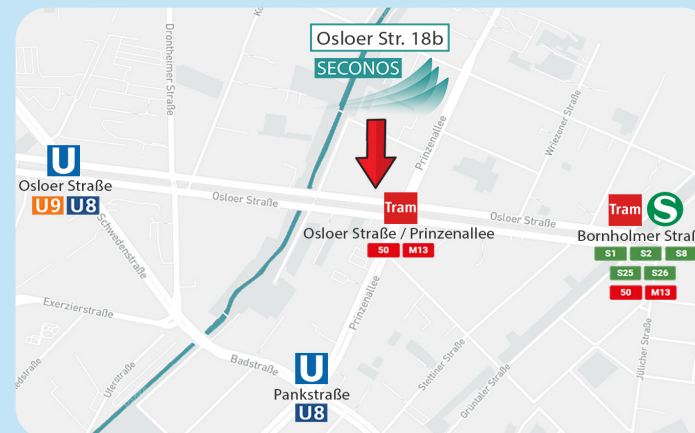 Osloer Str. 18b
SECONOS
Drontheimer Straße
Prinzenallee
Wriezener Straße
U
Osloer Straße
U9 U8
Osloer Straße
Tram
Osloer Straße / Prinzenallee
50 M13
Osloer Straße
Tram S
Bornholmer Straß
S1 S2 S8
S25 S26
50 M13
Schwedenstraße
Exerzierstraße
Prinzenallee
Badstraße
Uferstraße
U
Pankstraße
U8
Stettiner Straße
Grüntaler Straße
Jülicher Straße